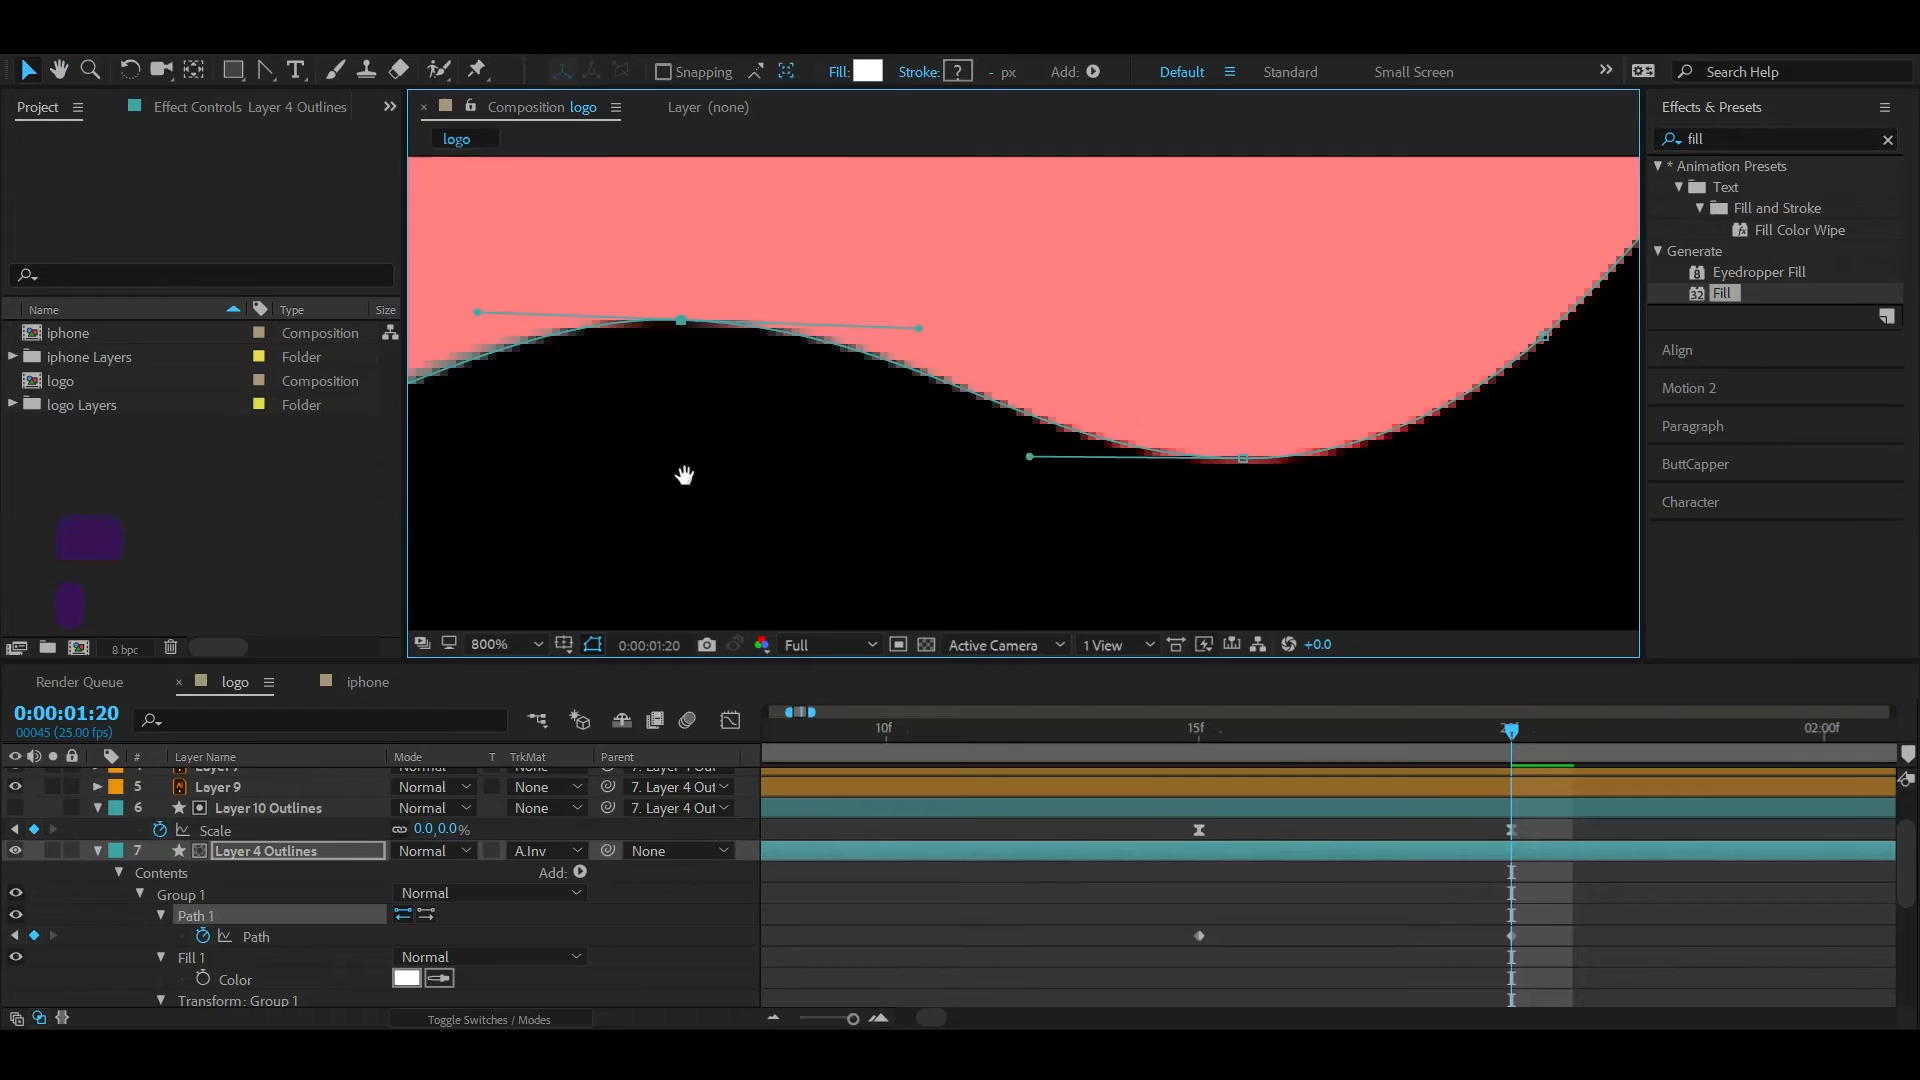 Snapping
Fill:
Stroke:
?
- px
Add:
Default
Standard
Small Screen
Search Help
Project
Effect Controls Layer 4 Outlines
Composition logo
Layer (none)
Effects & Presets
logo
fill
* Animation Presets
Text
Fill and Stroke
Fill Color Wipe
Generate
Eyedropper Fill
Fill
Name
Type
Size
iphone
Composition
iphone Layers
Folder
logo
Composition
logo Layers
Folder
Align
Motion 2
Paragraph
ButtCapper
Character
8 bpc
800%
0:00:01:20
Full
Active Camera
1 View
+0.0
Render Queue
logo
iphone
0:00:01:20
00045 (25.00 fps)
10f
15f
02:00f
#
Layer Name
Mode
T
TrkMat
Parent
5
Layer 9
Normal
None
7. Layer 4 Out
6
Layer 10 Outlines
Normal
None
7. Layer 4 Out
Scale
0.0,0.0%
7
Layer 4 Outlines
Normal
A.Inv
None
Contents
Add:
Group 1
Normal
Path 1
Path
Fill 1
Normal
Color
Transform: Group 1
Toggle Switches / Modes